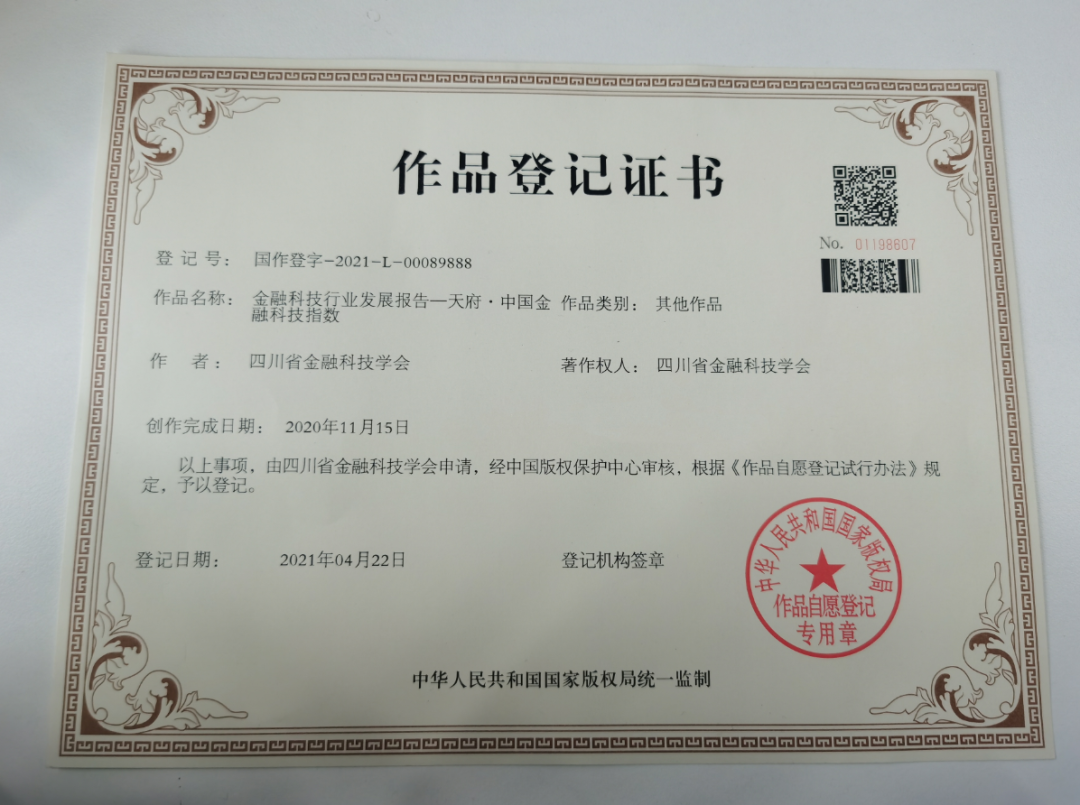 作品登记证书
No. 01198807
登 记 号： 国作登字-2021-L-00089888
作品名称： 金融科技行业发展报告—天府·中国金融科技指数 作品类别： 其他作品
作 者： 四川省金融科技学会 著作权人： 四川省金融科技学会
创作完成日期： 2020年11月15日
以上事项，由四川省金融科技学会申请，经中国版权保护中心审核，根据《作品自愿登记试行办法》规
定，予以登记。
登记日期： 2021年04月22日 登记机构签章
中华人民共和国国家版权局
作品自愿登记
专用章
中华人民共和国国家版权局统一监制